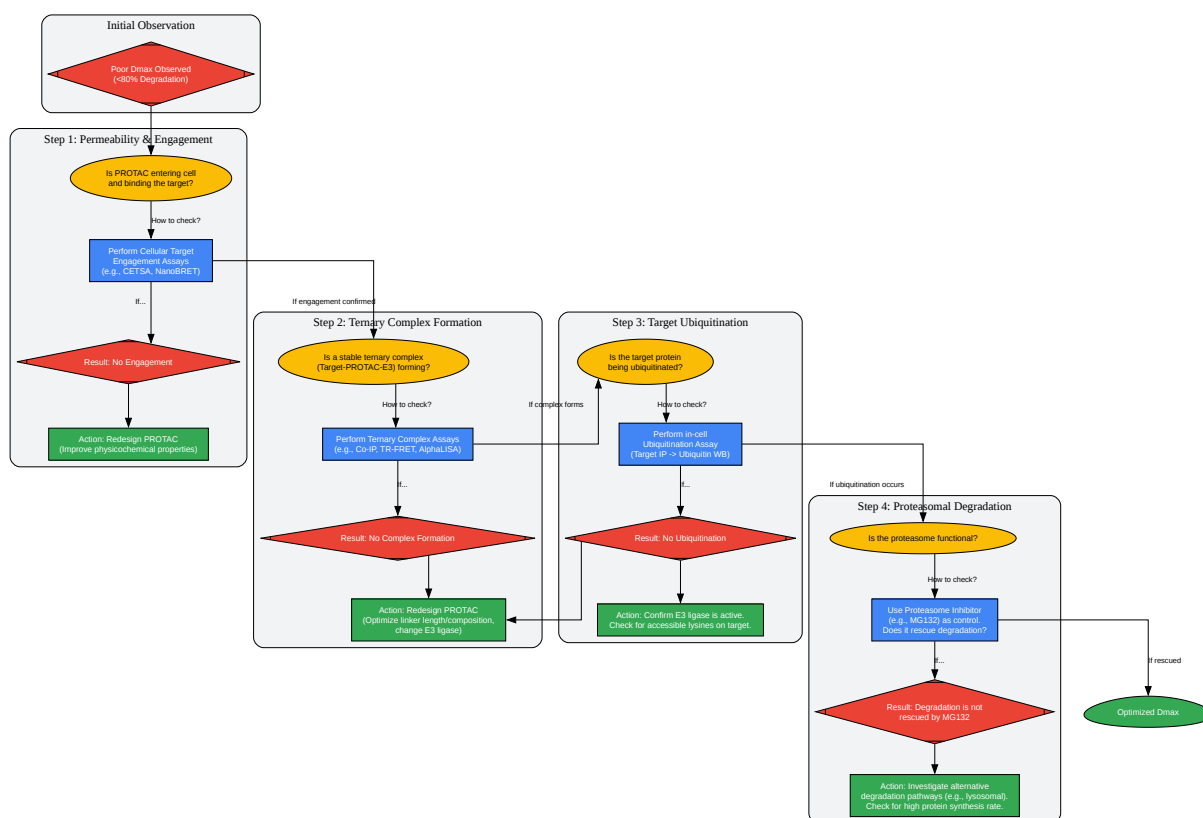 Initial Observation
Poor Dmax Observed
(<80% Degradation)
Step 1: Permeability & Engagement
Is PROTAC entering cell
and binding the target?
How to check?
Perform Cellular Target
Engagement Assays
(e.g., CETSA, NanoBRET)
If...
Result: No Engagement
Action: Redesign PROTAC
(Improve physicochemical properties)
If engagement confirmed
Step 2: Ternary Complex Formation
Is a stable ternary complex
(Target-PROTAC-E3) forming?
How to check?
Perform Ternary Complex Assays
(e.g., Co-IP, TR-FRET, AlphaLISA)
If...
Result: No Complex Formation
Action: Redesign PROTAC
(Optimize linker length/composition,
change E3 ligase)
If complex forms
Step 3: Target Ubiquitination
Is the target protein
being ubiquitinated?
How to check?
Perform in-cell
Ubiquitination Assay
(Target IP -> Ubiquitin WB)
If...
Result: No Ubiquitination
Action: Confirm E3 ligase is active.
Check for accessible lysines on target.
If ubiquitination occurs
Step 4: Proteasomal Degradation
Is the proteasome functional?
How to check?
Use Proteasome Inhibitor
(e.g., MG132) as control.
Does it rescue degradation?
If...
Result: Degradation is not
rescued by MG132
Action: Investigate alternative
degradation pathways (e.g., lysosomal).
Check for high protein synthesis rate.
If rescued
Optimized Dmax